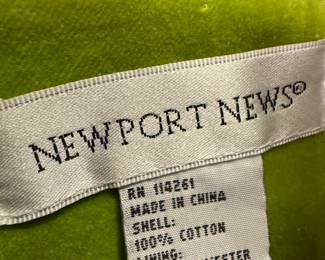 NEWPORT NEWS®
RN 114261
MADE IN CHINA
SHELL:
100% COTTON
LINING: